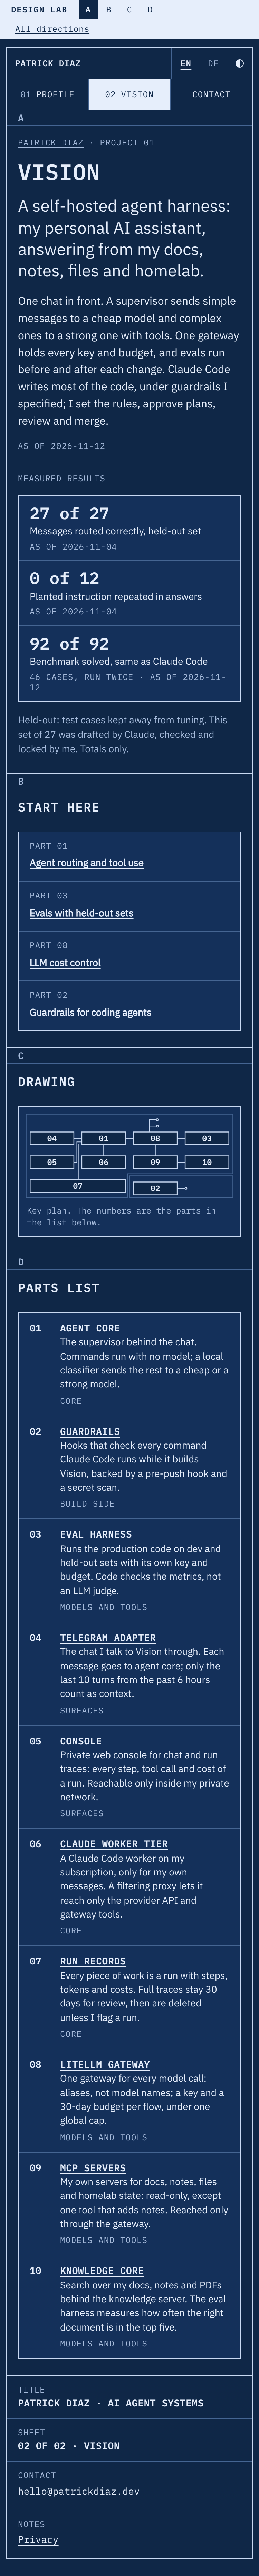 DESIGN LAB A B C D
All directions
PATRICK DIAZ EN DE
01 PROFILE 02 VISION CONTACT
A
PATRICK DIAZ · PROJECT 01
VISION
A self-hosted agent harness:
my personal AI assistant,
answering from my docs,
notes, files and homelab.
One chat in front. A supervisor sends simple
messages to a cheap model and complex
ones to a strong one with tools. One gateway
holds every key and budget, and evals run
before and after each change. Claude Code
writes most of the code, under guardrails I
specified; I set the rules, approve plans,
review and merge.
AS OF 2026-11-12
MEASURED RESULTS
27 of 27
Messages routed correctly, held-out set
AS OF 2026-11-04
0 of 12
Planted instruction repeated in answers
AS OF 2026-11-04
92 of 92
Benchmark solved, same as Claude Code
46 CASES, RUN TWICE · AS OF 2026-11-
12
Held-out: test cases kept away from tuning. This
set of 27 was drafted by Claude, checked and
locked by me. Totals only.
B
START HERE
PART 01
Agent routing and tool use
PART 03
Evals with held-out sets
PART 08
LLM cost control
PART 02
Guardrails for coding agents
C
DRAWING
04 01 08 03
05 06 09 10
07 02
Key plan. The numbers are the parts in
the list below.
D
PARTS LIST
01 AGENT CORE
The supervisor behind the chat.
Commands run with no model; a local
classifier sends the rest to a cheap or a
strong model.
CORE
02 GUARDRAILS
Hooks that check every command
Claude Code runs while it builds
Vision, backed by a pre-push hook and
a secret scan.
BUILD SIDE
03 EVAL HARNESS
Runs the production code on dev and
held-out sets with its own key and
budget. Code checks the metrics, not
an LLM judge.
MODELS AND TOOLS
04 TELEGRAM ADAPTER
The chat I talk to Vision through. Each
message goes to agent core; only the
last 10 turns from the past 6 hours
count as context.
SURFACES
05 CONSOLE
Private web console for chat and run
traces: every step, tool call and cost of
a run. Reachable only inside my private
network.
SURFACES
06 CLAUDE WORKER TIER
A Claude Code worker on my
subscription, only for my own
messages. A filtering proxy lets it
reach only the provider API and
gateway tools.
CORE
07 RUN RECORDS
Every piece of work is a run with steps,
tokens and costs. Full traces stay 30
days for review, then are deleted
unless I flag a run.
CORE
08 LITELLM GATEWAY
One gateway for every model call:
aliases, not model names; a key and a
30-day budget per flow, under one
global cap.
MODELS AND TOOLS
09 MCP SERVERS
My own servers for docs, notes, files
and homelab state: read-only, except
one tool that adds notes. Reached only
through the gateway.
MODELS AND TOOLS
10 KNOWLEDGE CORE
Search over my docs, notes and PDFs
behind the knowledge server. The eval
harness measures how often the right
document is in the top five.
MODELS AND TOOLS
TITLE
PATRICK DIAZ · AI AGENT SYSTEMS
SHEET
02 OF 02 · VISION
CONTACT
hello@patrickdiaz.dev
NOTES
Privacy